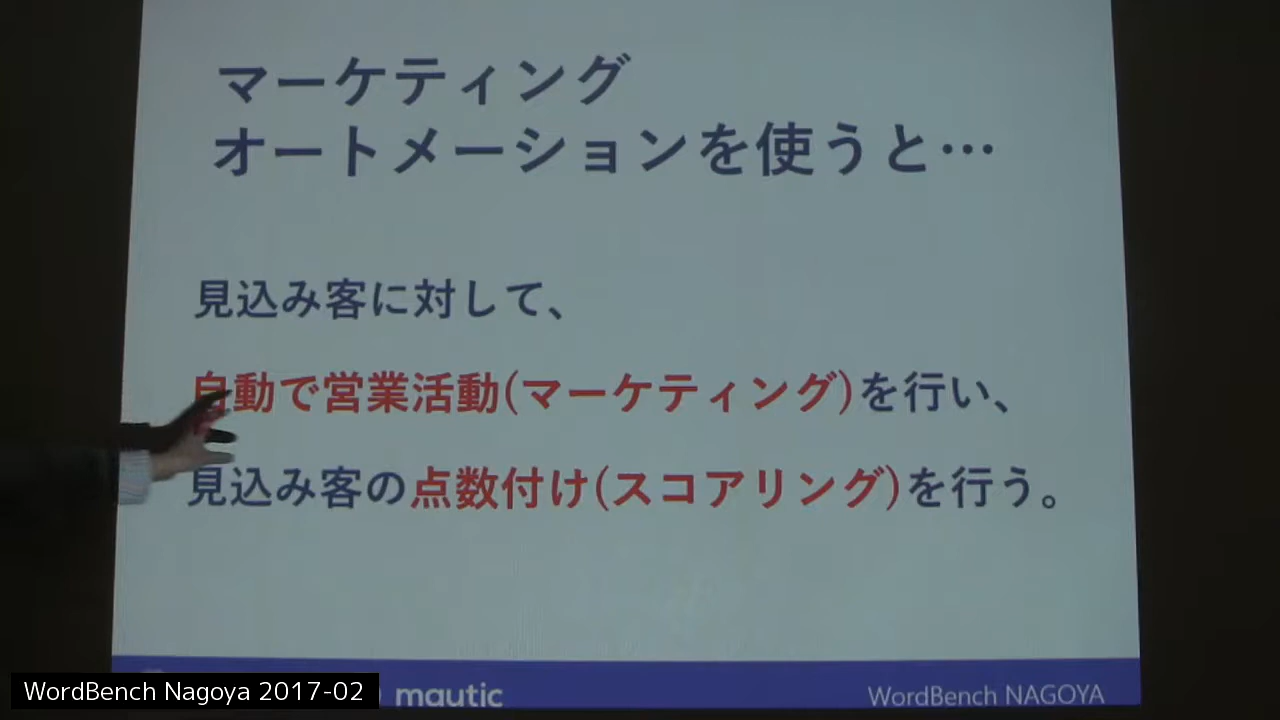 マーケティング
オートメーションを使うと…
見込み客に対して、
自動で営業活動(マーケティング)を行い、
見込み客の点数付け(スコアリング)を行う。
WordBench Nagoya 2017-02
mautic
WordBench NAGOYA